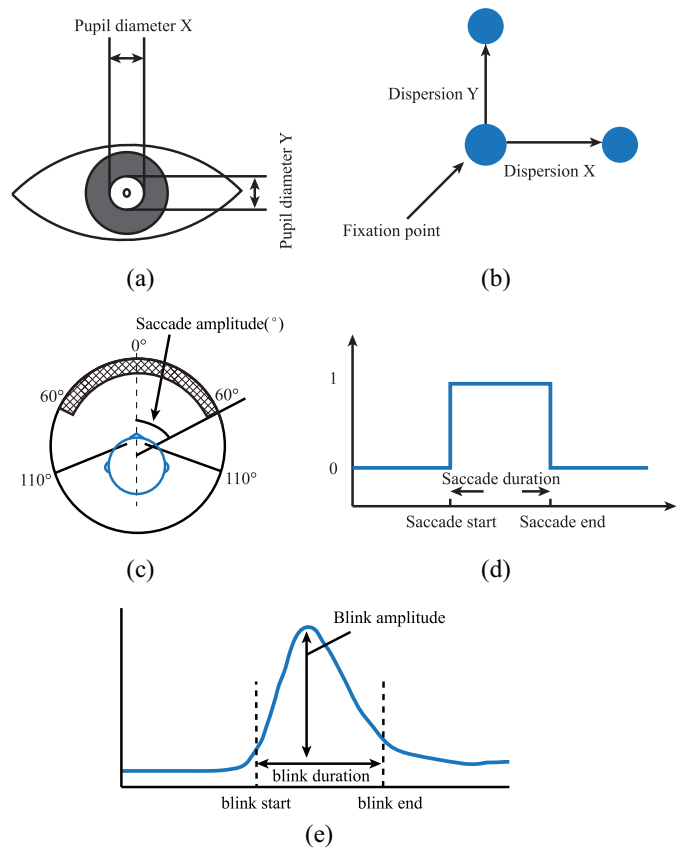 Pupil diameter X
Pupil diameter Y
(a)
Dispersion Y
Dispersion X
Fixation point
(b)
Saccade amplitude(°)
0°
60°
60°
110°
110°
(c)
1
0
Saccade duration
Saccade start
Saccade end
(d)
Blink amplitude
blink duration
blink start
blink end
(e)